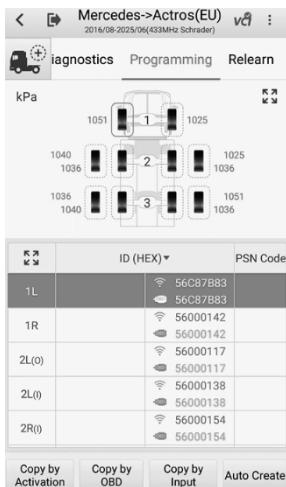 Mercedes->Actros(EU)
2016/08-2025/06(433MHz Schrader)
vci
iagnostics Programming Relearn
kPa
1051 1 1025
1040 1025
1036 2 1036
1036 1051
1040 3 1036
ID (HEX)▾ PSN Code
1L 56C87B83
56C87B83
1R 56000142
56000142
2L(O) 56000117
56000117
2L(I) 56000138
56000138
2R(I) 56000154
56000154
Copy by Activation
Copy by OBD
Copy by Input
Auto Create